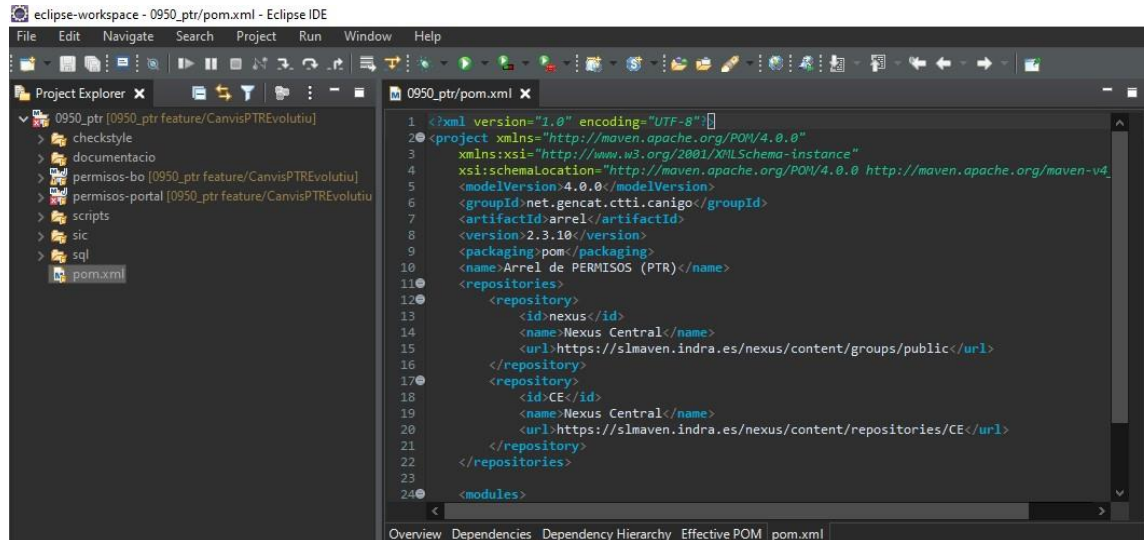 eclipse-workspace - 0950_ptr/pom.xml - Eclipse IDE
File Edit Navigate Search Project Run Window Help
Project Explorer
0950_ptr [0950_ptr feature/CanvisPTREvolutiu]
checkstyle
documentacio
permisos-bo [0950_ptr feature/CanvisPTREvolutiu]
permisos-portal [0950_ptr feature/CanvisPTREvolutiu
scripts
sic
sql
pom.xml
0950_ptr/pom.xml
1 <?xml version="1.0" encoding="UTF-8"?>
2 <project xmlns="http://maven.apache.org/POM/4.0.0"
3 xmlns:xsi="http://www.w3.org/2001/XMLSchema-instance"
4 xsi:schemaLocation="http://maven.apache.org/POM/4.0.0 http://maven.apache.org/maven-v4_
5 <modelVersion>4.0.0</modelVersion>
6 <groupId>net.gencat.ctti.canigo</groupId>
7 <artifactId>arrel</artifactId>
8 <version>2.3.10</version>
9 <packaging>pom</packaging>
10 <name>Arrel de PERMISOS (PTR)</name>
11 <repositories>
12 <repository>
13 <id>nexus</id>
14 <name>Nexus Central</name>
15 <url>https://slmaven.indra.es/nexus/content/groups/public</url>
16 </repository>
17 <repository>
18 <id>CE</id>
19 <name>Nexus Central</name>
20 <url>https://slmaven.indra.es/nexus/content/repositories/CE</url>
21 </repository>
22 </repositories>
23
24 <modules>
Overview Dependencies Dependency Hierarchy Effective POM pom.xml